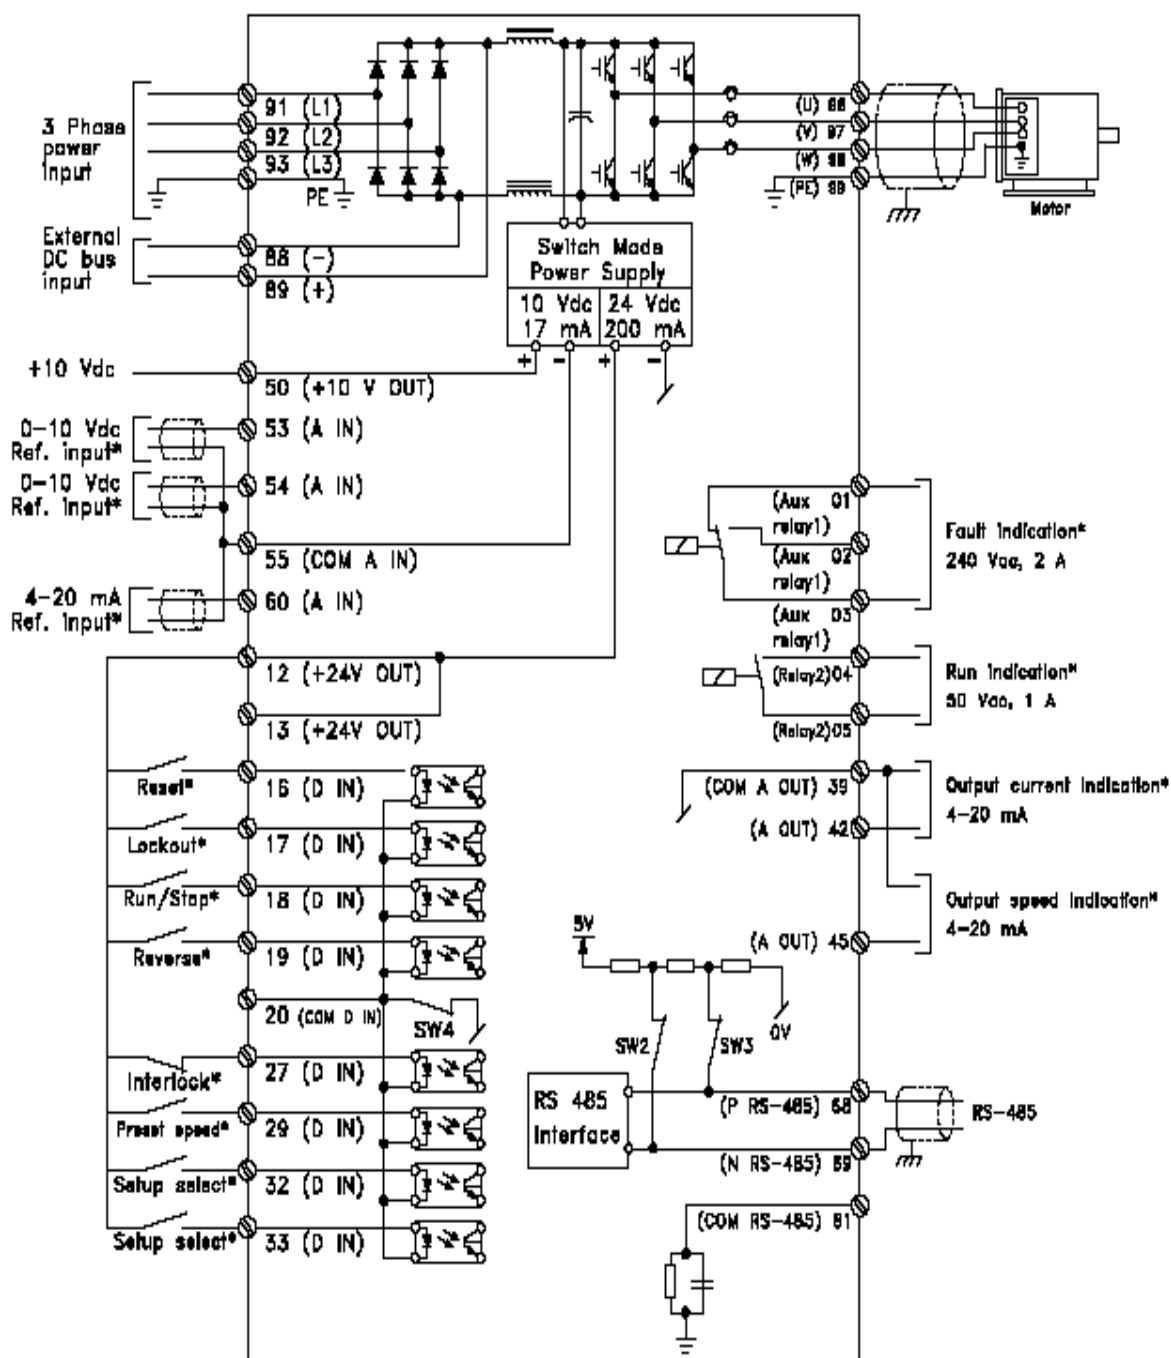 91 (L1)
3 Phase
power
input
92 (L2)
93 (L3)
PE
(U) 96
(V) 97
(W) 98
(PE) 99
Motor
External
DC bus
input
88 (-)
89 (+)
Switch Mode
Power Supply
10 Vdc
17 mA
24 Vdc
200 mA
+
-
+
-
+10 Vdc
50 (+10 V OUT)
0-10 Vdc
Ref. input*
53 (A IN)
0-10 Vdc
Ref. input*
54 (A IN)
55 (COM A IN)
4-20 mA
Ref. input*
60 (A IN)
12 (+24V OUT)
13 (+24V OUT)
(Aux 01
relay1)
(Aux 02
relay1)
(Aux 03
relay1)
Fault indication*
240 Vac, 2 A
(Relay2)04
(Relay2)05
Run indication*
50 Vac, 1 A
Reset*
16 (D IN)
Lockout*
17 (D IN)
Run/Stop*
18 (D IN)
Reverse*
19 (D IN)
20 (COM D IN)
SW4
Interlock*
27 (D IN)
Preset speed*
29 (D IN)
Setup select*
32 (D IN)
Setup select*
33 (D IN)
(COM A OUT) 39
(A OUT) 42
Output current indication*
4-20 mA
Output speed indication*
4-20 mA
(A OUT) 45
5V
0V
SW2
SW3
RS 485
Interface
(P RS-485) 68
(N RS-485) 69
RS-485
(COM RS-485) 61